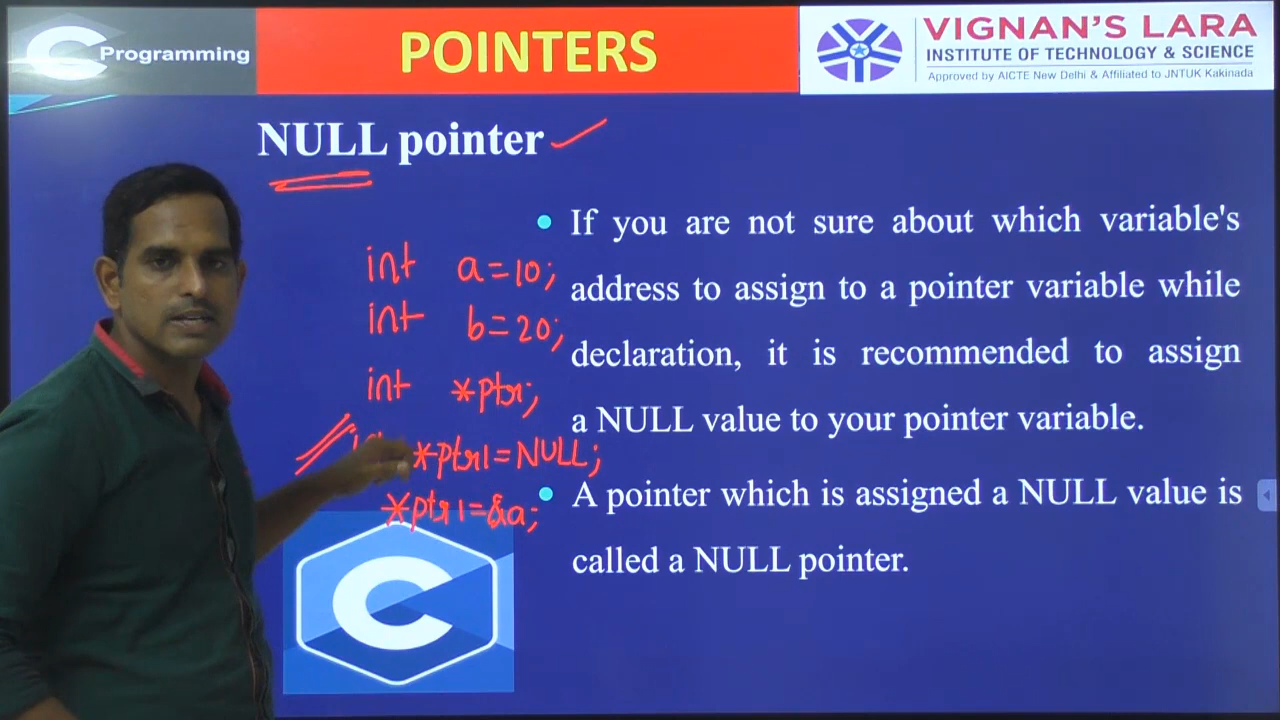 C Programming
POINTERS
VIGNAN'S LARA
INSTITUTE OF TECHNOLOGY & SCIENCE
Approved by AICTE New Delhi & Affiliated to JNTUK Kakinada
NULL pointer
int a=10;
int b=20;
int *ptr;
*ptr1=NULL;
*ptr1=&a;
If you are not sure about which variable's
address to assign to a pointer variable while
declaration, it is recommended to assign
a NULL value to your pointer variable.
A pointer which is assigned a NULL value is
called a NULL pointer.
C